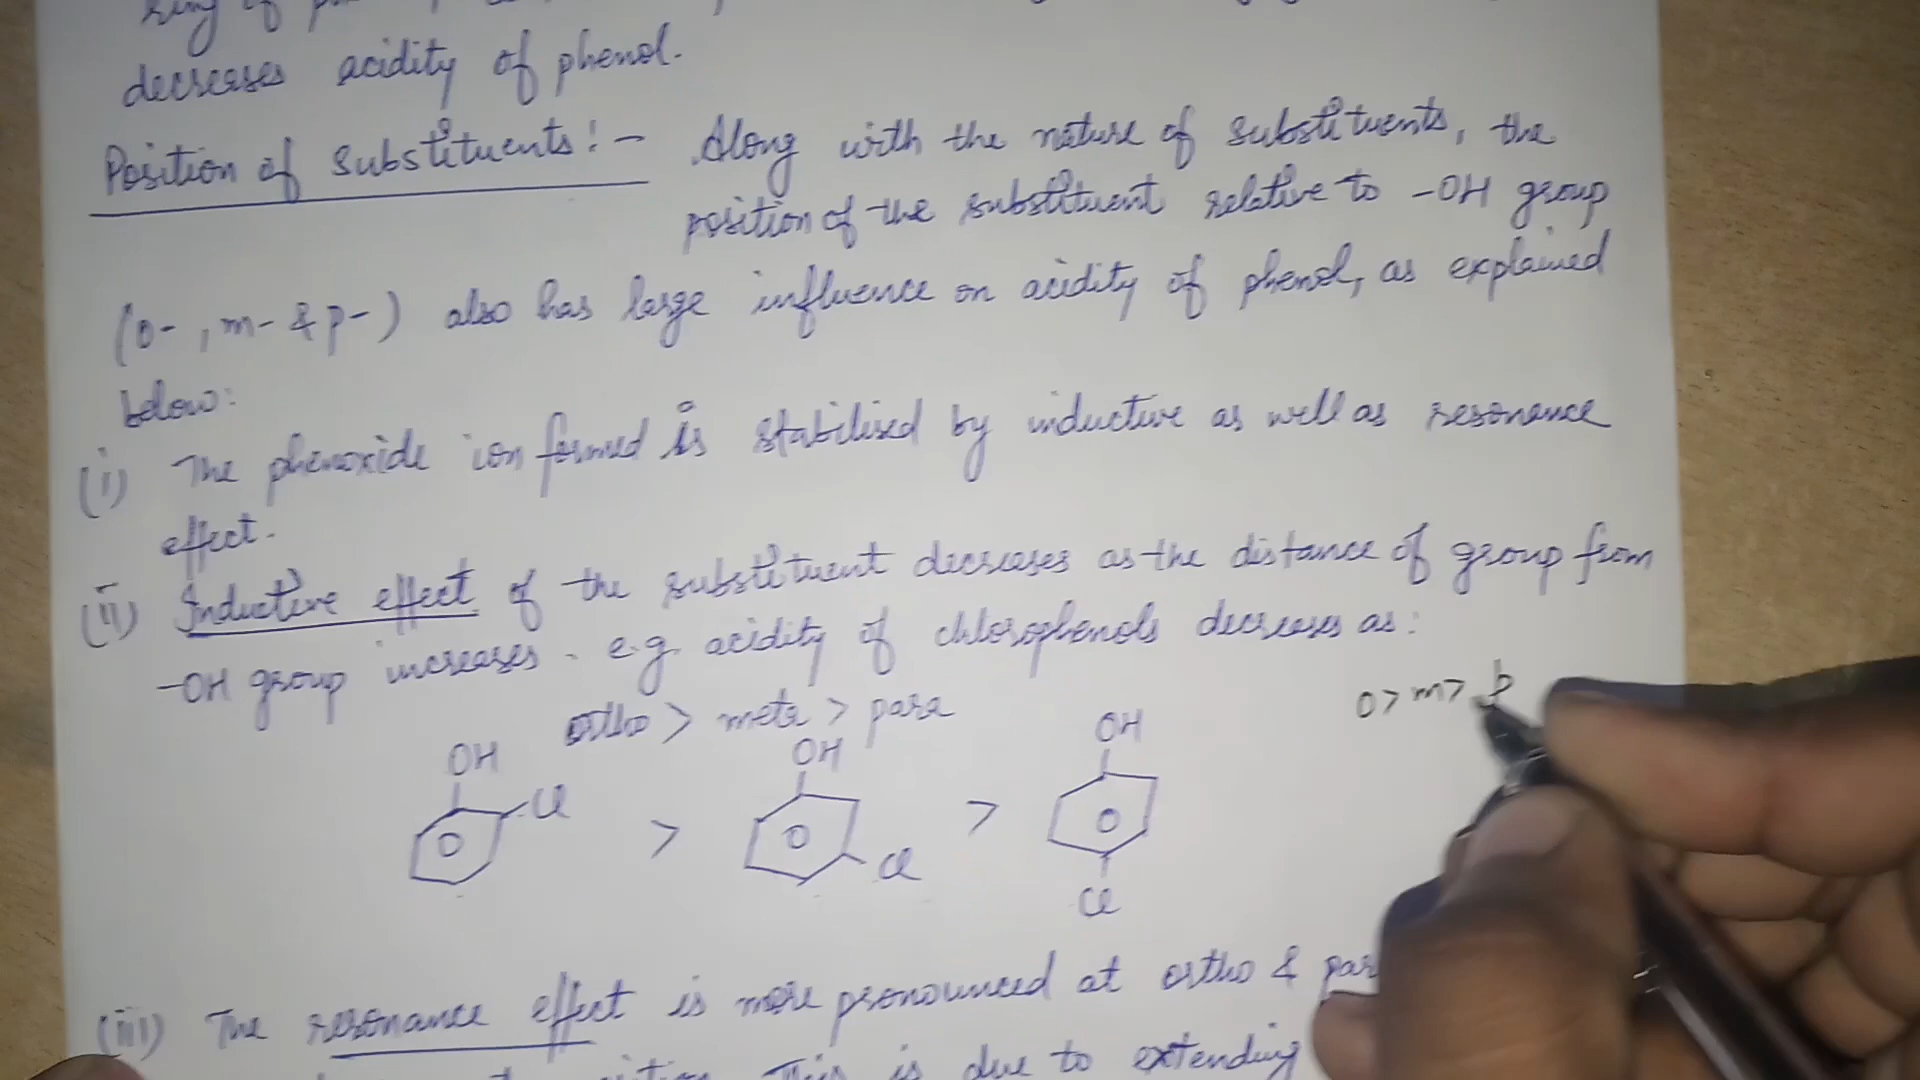 decreases acidity of phenol.
Position of Substituents:- Along with the nature of substituents, the
position of the substituent relative to -OH group
(o-, m- & p-) also has large influence on acidity of phenol, as explained
below:
(i) The phenoxide ion formed is stabilised by inductive as well as resonance
effect.
(ii) Inductive effect of the substituent decreases as the distance of group from
-OH group increases. e.g. acidity of chlorophenols decreases as:
ortho > meta > para
o > m > p
OH OH OH
Cl > Cl > Cl
(iii) The resonance effect is more pronounced at ortho &
This is due to extending